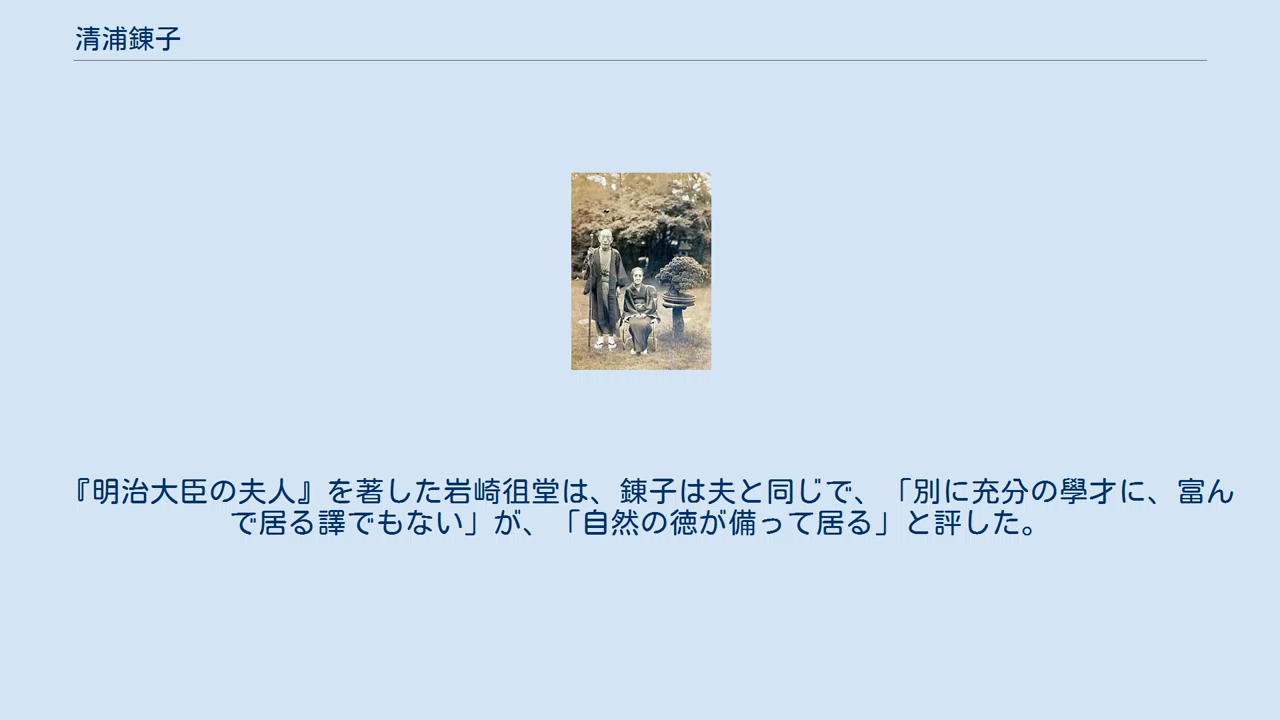 清浦錬子
『明治大臣の夫人』を著した岩崎徂堂は、錬子は夫と同じで、「別に充分の學才に、富ん
で居る譯でもない」が、「自然の徳が備って居る」と評した。